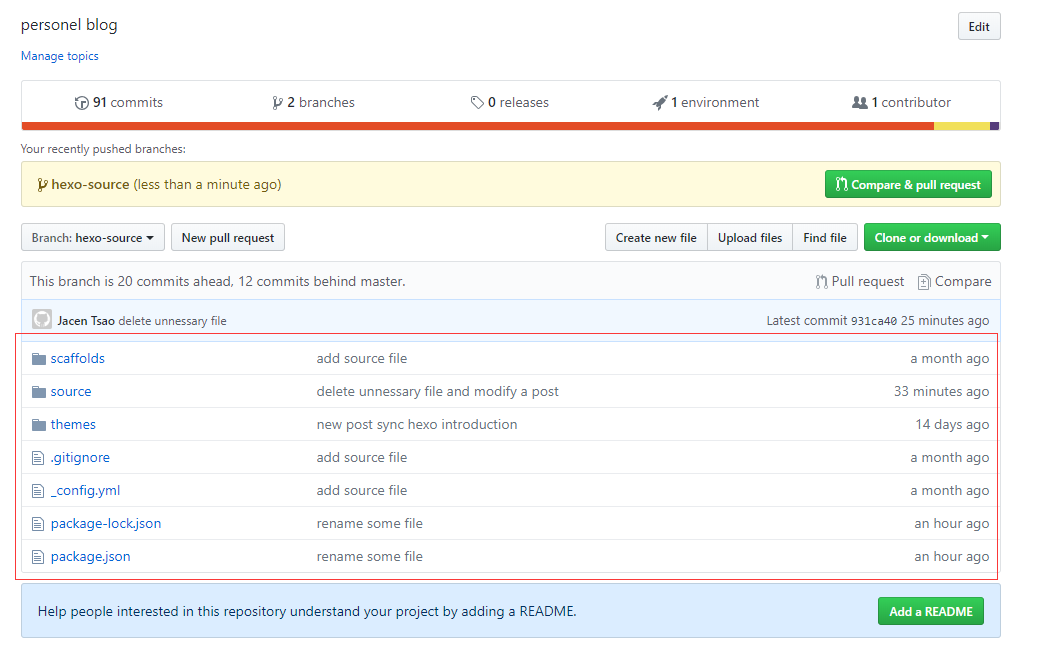 personel blog
Edit
Manage topics
91 commits
2 branches
0 releases
1 environment
1 contributor
Your recently pushed branches:
hexo-source (less than a minute ago)
Compare & pull request
Branch: hexo-source
New pull request
Create new file
Upload files
Find file
Clone or download
This branch is 20 commits ahead, 12 commits behind master.
Pull request
Compare
Jacen Tsao delete unnessary file
Latest commit 931ca40 25 minutes ago
scaffolds add source file a month ago
source delete unnessary file and modify a post 33 minutes ago
themes new post sync hexo introduction 14 days ago
.gitignore add source file a month ago
_config.yml add source file a month ago
package-lock.json rename some file an hour ago
package.json rename some file an hour ago
Help people interested in this repository understand your project by adding a README.
Add a README